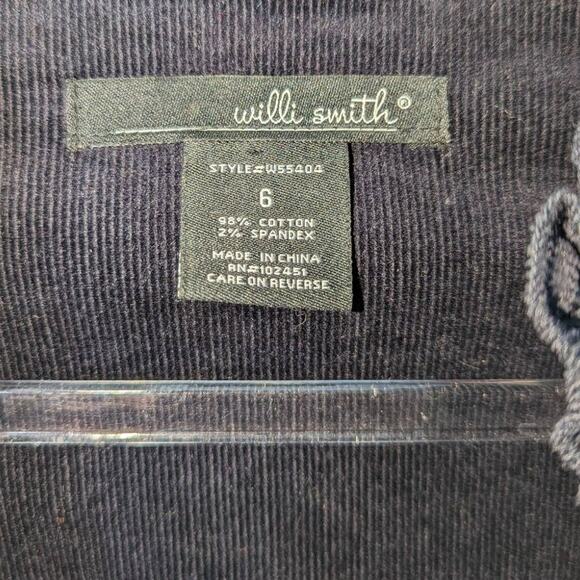 willi smith®
STYLE#W55404
6
98% COTTON
2% SPANDEX
MADE IN CHINA
RN#102451
CARE ON REVERSE